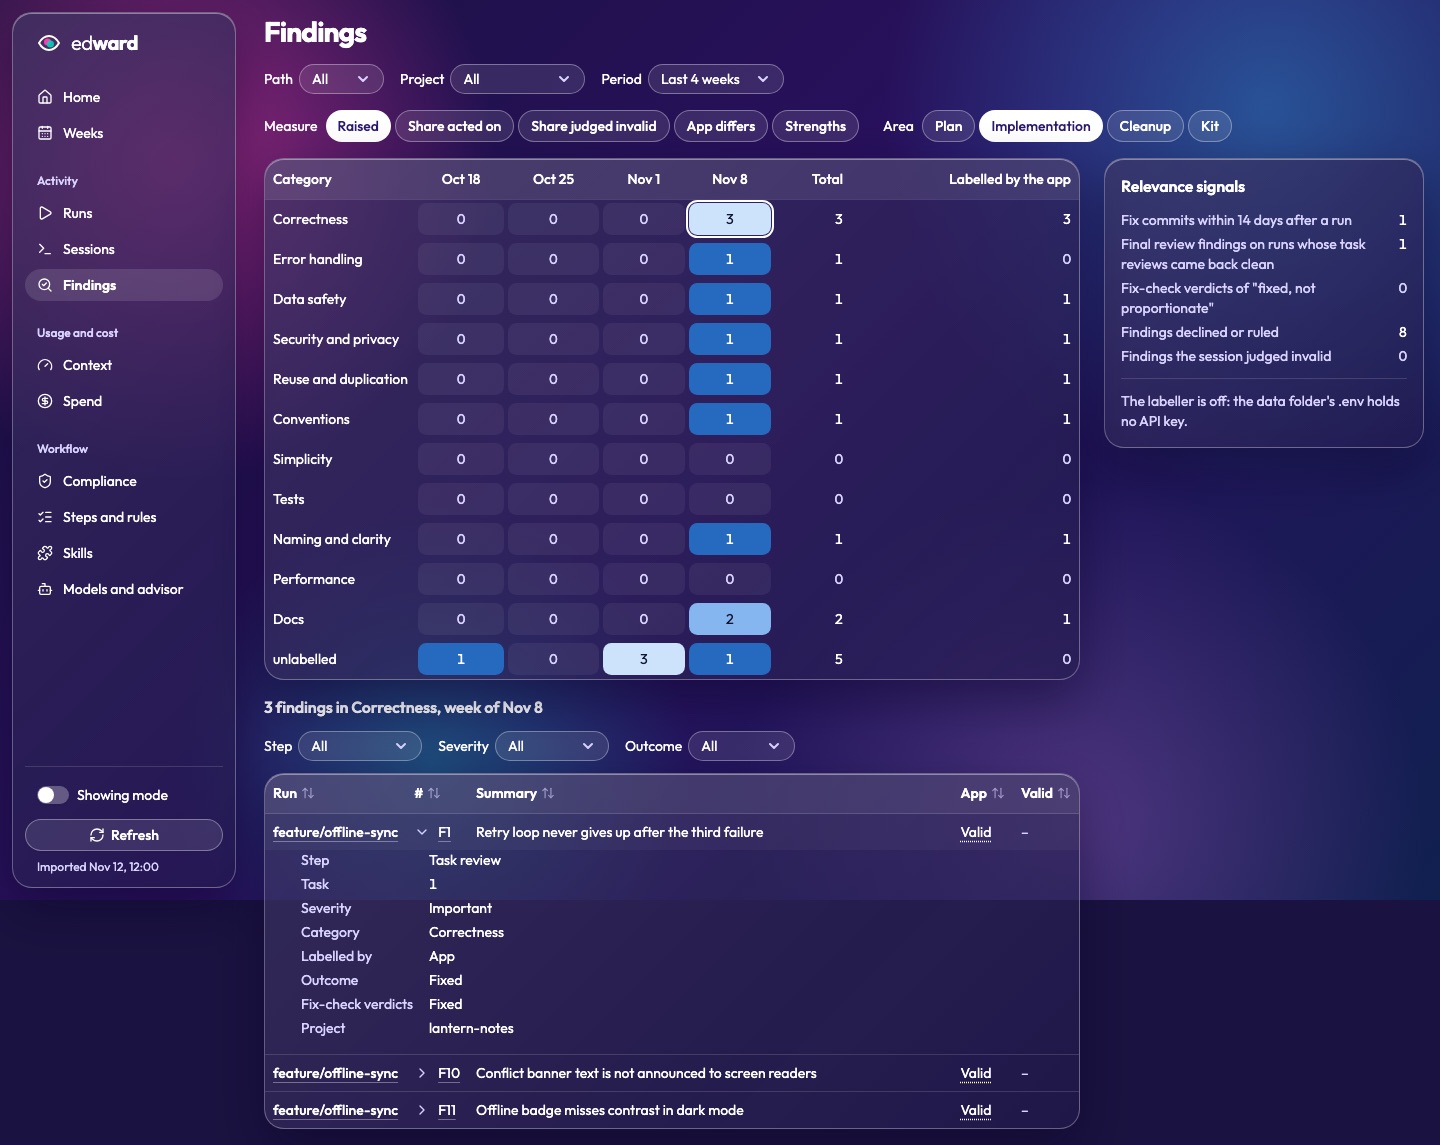 edward
Home
Weeks
Activity
Runs
Sessions
Findings
Usage and cost
Context
Spend
Workflow
Compliance
Steps and rules
Skills
Models and advisor
Showing mode
Refresh
Imported Nov 12, 12:00
Findings
Path All Project All Period Last 4 weeks
Measure Raised Share acted on Share judged invalid App differs Strengths Area Plan Implementation Cleanup Kit
Category Oct 18 Oct 25 Nov 1 Nov 8 Total Labelled by the app
Correctness 0 0 0 3 3 3
Error handling 0 0 0 1 1 0
Data safety 0 0 0 1 1 1
Security and privacy 0 0 0 1 1 1
Reuse and duplication 0 0 0 1 1 1
Conventions 0 0 0 1 1 1
Simplicity 0 0 0 0 0 0
Tests 0 0 0 0 0 0
Naming and clarity 0 0 0 1 1 1
Performance 0 0 0 0 0 0
Docs 0 0 0 2 2 1
unlabelled 1 0 3 1 5 0
Relevance signals
Fix commits within 14 days after a run 1
Final review findings on runs whose task 1
reviews came back clean
Fix-check verdicts of "fixed, not 0
proportionate"
Findings declined or ruled 8
Findings the session judged invalid 0
The labeller is off: the data folder's .env holds
no API key.
3 findings in Correctness, week of Nov 8
Step All Severity All Outcome All
Run # Summary App Valid
feature/offline-sync F1 Retry loop never gives up after the third failure Valid –
Step Task review
Task 1
Severity Important
Category Correctness
Labelled by App
Outcome Fixed
Fix-check verdicts Fixed
Project lantern-notes
feature/offline-sync F10 Conflict banner text is not announced to screen readers Valid –
feature/offline-sync F11 Offline badge misses contrast in dark mode Valid –